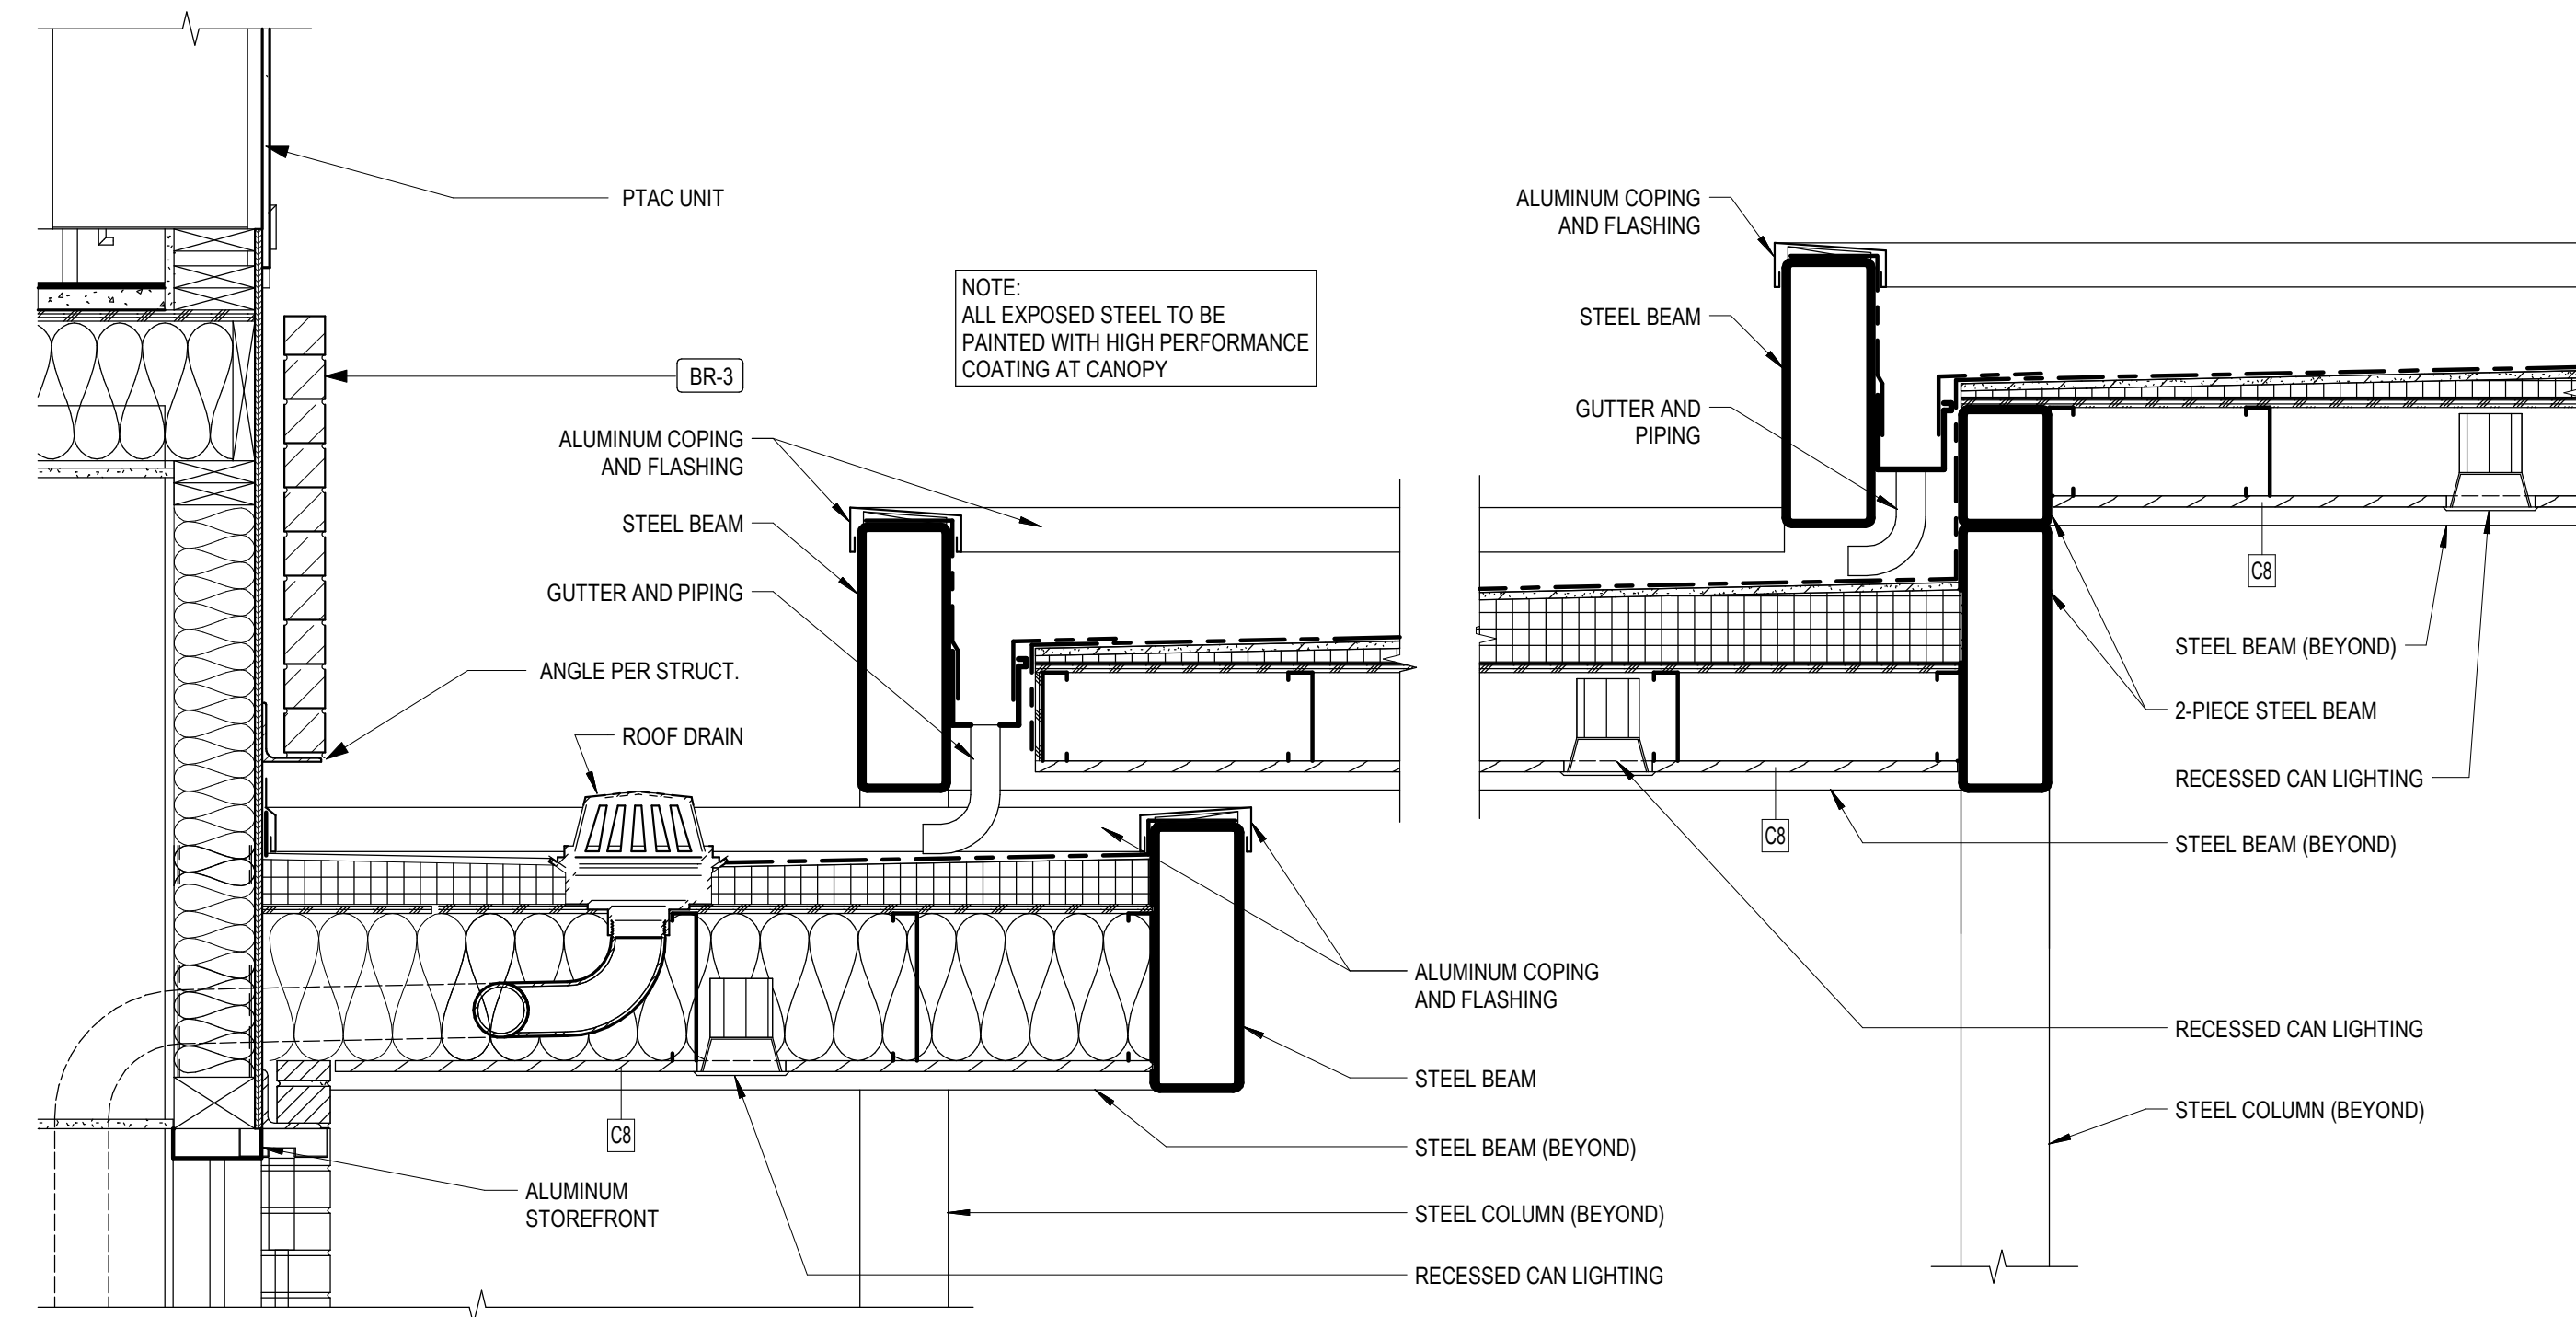 PTAC UNIT
NOTE:
ALL EXPOSED STEEL TO BE
PAINTED WITH HIGH PERFORMANCE
COATING AT CANOPY
BR-3
ALUMINUM COPING
AND FLASHING
STEEL BEAM
GUTTER AND PIPING
ANGLE PER STRUCT.
ROOF DRAIN
C8
ALUMINUM
STOREFRONT
ALUMINUM COPING
AND FLASHING
STEEL BEAM
STEEL BEAM (BEYOND)
STEEL COLUMN (BEYOND)
RECESSED CAN LIGHTING
ALUMINUM COPING
AND FLASHING
STEEL BEAM
GUTTER AND
PIPING
C8
C8
STEEL BEAM (BEYOND)
2-PIECE STEEL BEAM
RECESSED CAN LIGHTING
STEEL BEAM (BEYOND)
RECESSED CAN LIGHTING
STEEL COLUMN (BEYOND)